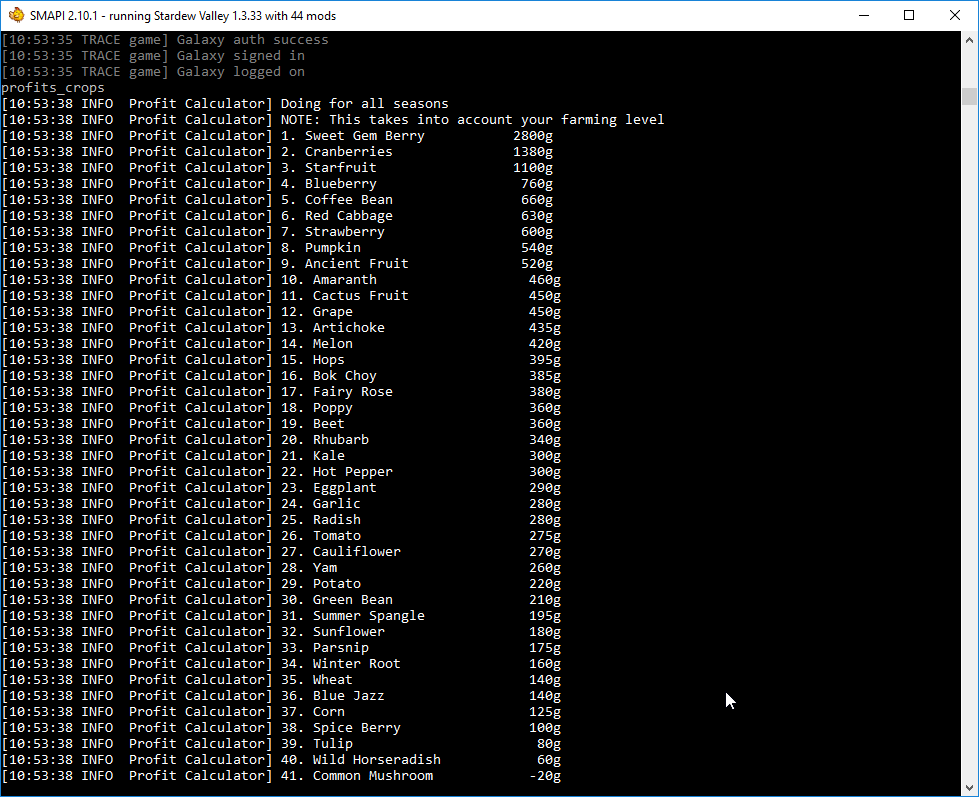 SMAPI 2.10.1 - running Stardew Valley 1.3.33 with 44 mods
[10:53:35 TRACE game] Galaxy auth success
[10:53:35 TRACE game] Galaxy signed in
[10:53:35 TRACE game] Galaxy logged on
profits_crops
[10:53:38 INFO  Profit Calculator] Doing for all seasons
[10:53:38 INFO  Profit Calculator] NOTE: This takes into account your farming level
[10:53:38 INFO  Profit Calculator] 1. Sweet Gem Berry           2800g
[10:53:38 INFO  Profit Calculator] 2. Cranberries               1380g
[10:53:38 INFO  Profit Calculator] 3. Starfruit                 1100g
[10:53:38 INFO  Profit Calculator] 4. Blueberry                  760g
[10:53:38 INFO  Profit Calculator] 5. Coffee Bean                660g
[10:53:38 INFO  Profit Calculator] 6. Red Cabbage                630g
[10:53:38 INFO  Profit Calculator] 7. Strawberry                 600g
[10:53:38 INFO  Profit Calculator] 8. Pumpkin                    540g
[10:53:38 INFO  Profit Calculator] 9. Ancient Fruit              520g
[10:53:38 INFO  Profit Calculator] 10. Amaranth                   460g
[10:53:38 INFO  Profit Calculator] 11. Cactus Fruit               450g
[10:53:38 INFO  Profit Calculator] 12. Grape                      450g
[10:53:38 INFO  Profit Calculator] 13. Artichoke                  435g
[10:53:38 INFO  Profit Calculator] 14. Melon                      420g
[10:53:38 INFO  Profit Calculator] 15. Hops                       395g
[10:53:38 INFO  Profit Calculator] 16. Bok Choy                   385g
[10:53:38 INFO  Profit Calculator] 17. Fairy Rose                 380g
[10:53:38 INFO  Profit Calculator] 18. Poppy                      360g
[10:53:38 INFO  Profit Calculator] 19. Beet                       360g
[10:53:38 INFO  Profit Calculator] 20. Rhubarb                    340g
[10:53:38 INFO  Profit Calculator] 21. Kale                       300g
[10:53:38 INFO  Profit Calculator] 22. Hot Pepper                 300g
[10:53:38 INFO  Profit Calculator] 23. Eggplant                   290g
[10:53:38 INFO  Profit Calculator] 24. Garlic                     280g
[10:53:38 INFO  Profit Calculator] 25. Radish                     280g
[10:53:38 INFO  Profit Calculator] 26. Tomato                     275g
[10:53:38 INFO  Profit Calculator] 27. Cauliflower                270g
[10:53:38 INFO  Profit Calculator] 28. Yam                        260g
[10:53:38 INFO  Profit Calculator] 29. Potato                     220g
[10:53:38 INFO  Profit Calculator] 30. Green Bean                 210g
[10:53:38 INFO  Profit Calculator] 31. Summer Spangle             195g
[10:53:38 INFO  Profit Calculator] 32. Sunflower                  180g
[10:53:38 INFO  Profit Calculator] 33. Parsnip                    175g
[10:53:38 INFO  Profit Calculator] 34. Winter Root                160g
[10:53:38 INFO  Profit Calculator] 35. Wheat                      140g
[10:53:38 INFO  Profit Calculator] 36. Blue Jazz                  140g
[10:53:38 INFO  Profit Calculator] 37. Corn                       125g
[10:53:38 INFO  Profit Calculator] 38. Spice Berry                100g
[10:53:38 INFO  Profit Calculator] 39. Tulip                       80g
[10:53:38 INFO  Profit Calculator] 40. Wild Horseradish            60g
[10:53:38 INFO  Profit Calculator] 41. Common Mushroom            -20g